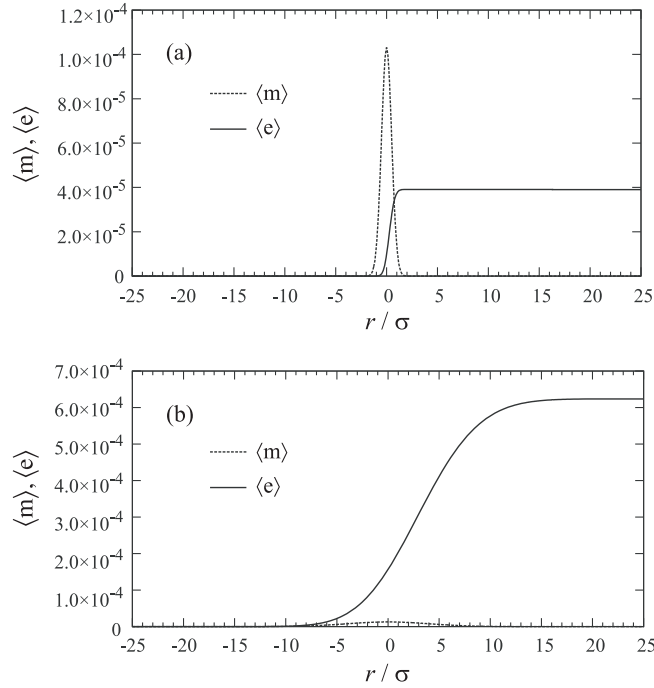 1.2×10⁻⁴
1.0×10⁻⁴
8.0×10⁻⁵
6.0×10⁻⁵
4.0×10⁻⁵
2.0×10⁻⁵
0
⟨m⟩, ⟨e⟩
(a)
⟨m⟩
⟨e⟩
-25 -20 -15 -10 -5 0 5 10 15 20 25
r / σ
7.0×10⁻⁴
6.0×10⁻⁴
5.0×10⁻⁴
4.0×10⁻⁴
3.0×10⁻⁴
2.0×10⁻⁴
1.0×10⁻⁴
0
⟨m⟩, ⟨e⟩
(b)
⟨m⟩
⟨e⟩
-25 -20 -15 -10 -5 0 5 10 15 20 25
r / σ